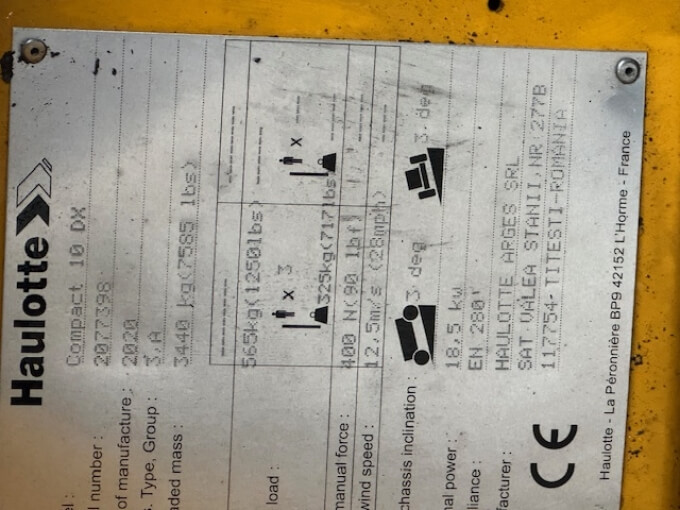 Haulotte
el : Compact 10 DX
l number : 2077398
of manufacture : 2020
. Type, Group : 3.A
nded mass : 3440 kg(7585 lbs)
-------- --------
load : 565kg(1250lbs) --------
x 3 x
325kg(717lbs)
manual force : 400 N(90 lbf) --------
wind speed : 12.5m/s (28mph) --------
chassis inclination : 3 deg 3 deg
nal power : 18.5 kw
liance : EN 280
facturer : HAULOTTE ARGES SRL
SAT VALEA STANII,NR 277B
117754-TITESTI-ROMANIA
CE
Haulotte - La Péronnière BP9 42152 L'Horme - France